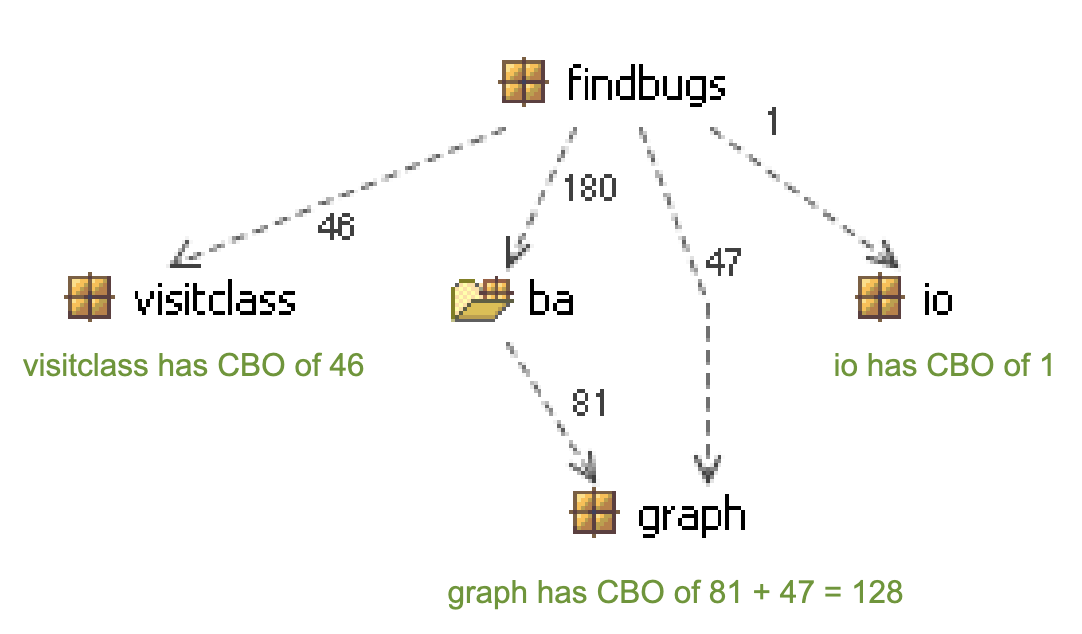 findbugs
1
180
46
47
visitclass
ba
io
visitclass has CBO of 46
io has CBO of 1
81
graph
graph has CBO of 81 + 47 = 128